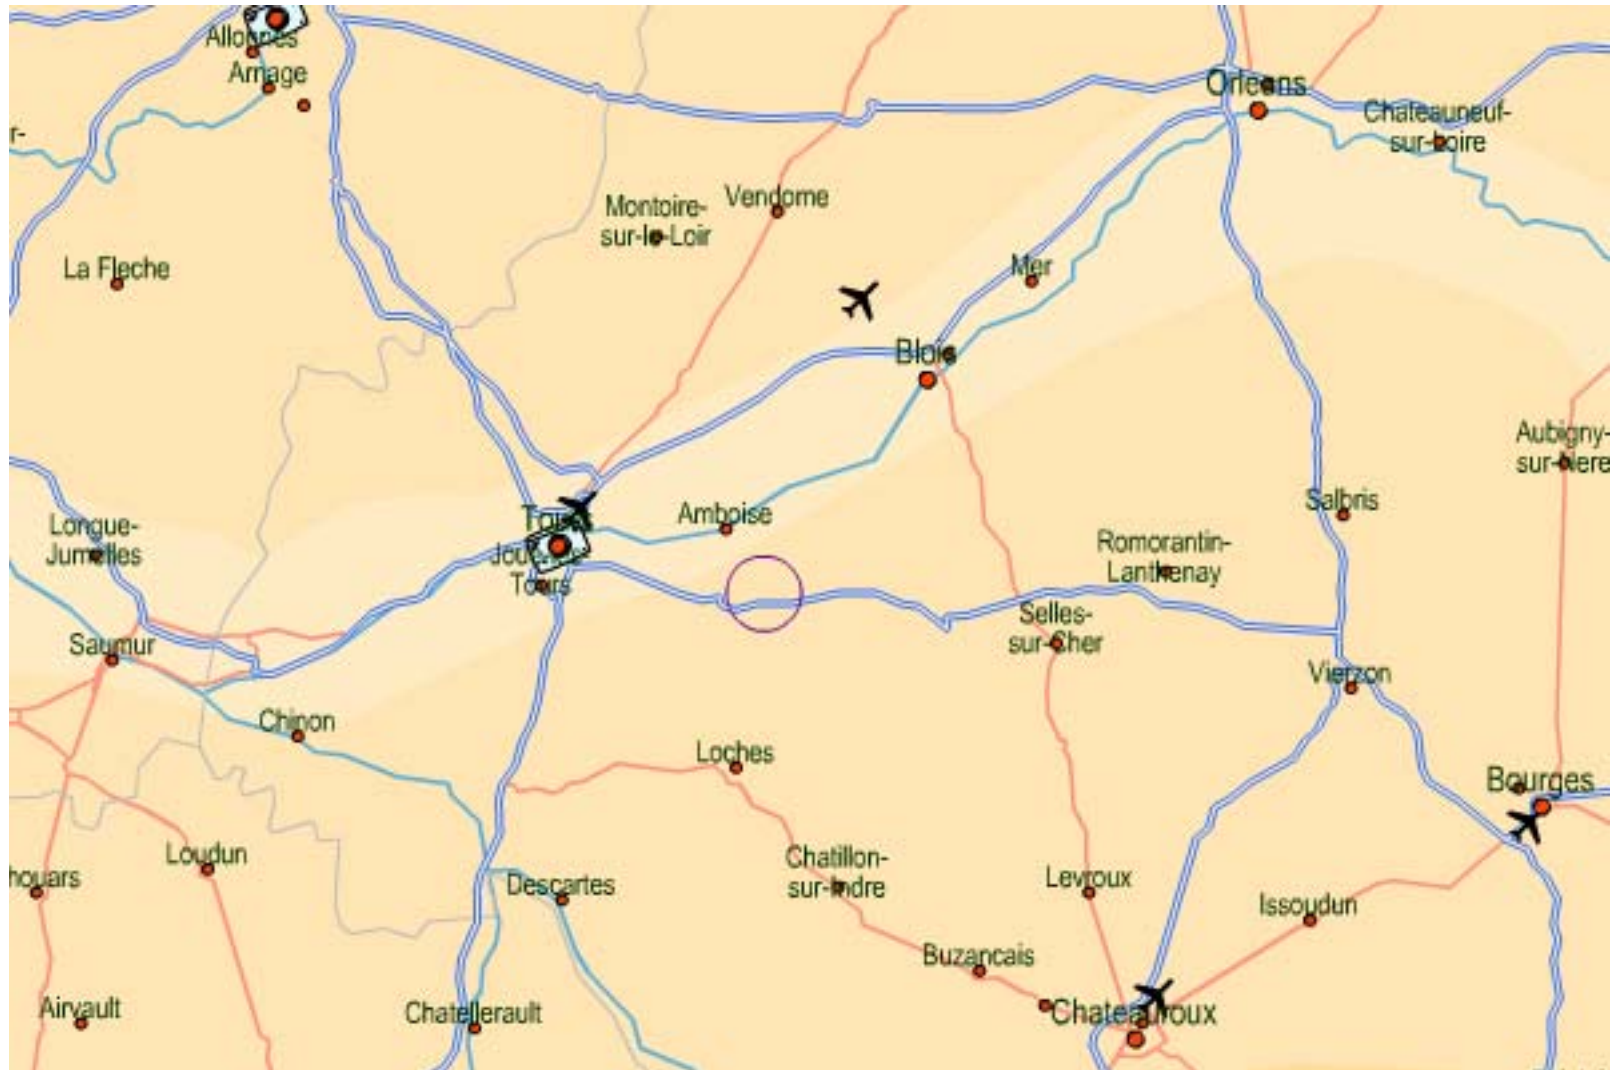 Allonnes
Arnage
Orleans
Chateauneuf-
sur-Loire
r-
Vendome
Montoire-
sur-le-Loir
La Fleche
Mer
Blois
Aubigny-
sur-Nere
Salbris
Longue-
Jumelles
Tours
Amboise
Joue-les-
Tours
Romorantin-
Lanthenay
Selles-
sur-Cher
Saumur
Vierzon
Chinon
Loches
Bourges
Loudun
houars
Chatillon-
sur-Indre
Descartes
Levroux
Issoudun
Buzancais
Airvault
Chatellerault
Chateauroux